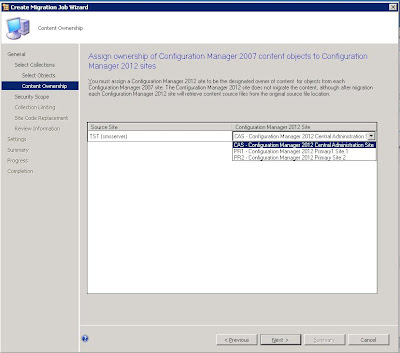 Create Migration Job Wizard
Content Ownership
General
Select Collections
Select Objects
Content Ownership
Security Scope
Collection Limiting
Site Code Replacement
Review Information
Settings
Summary
Progress
Completion
Assign ownership of Configuration Manager 2007 content objects to Configuration
Manager 2012 sites
You must assign a Configuration Manager 2012 site to be the designated owner of content for objects from each
Configuration Manager 2007 site. The Configuration Manager 2012 site does not migrate the content, although after migration
each Configuration Manager 2012 site will retrieve content source files from the original source file location.
Source Site Configuration Manager 2012 Site
TST (smsserver) CAS - Configuration Manager 2012 Central Administration
CAS - Configuration Manager 2012 Central Administration Site
PR1 - Configuration Manager 2012 Primary Site 1
PR2 - Configuration Manager 2012 Primary Site 2
< Previous Next > Summary Cancel